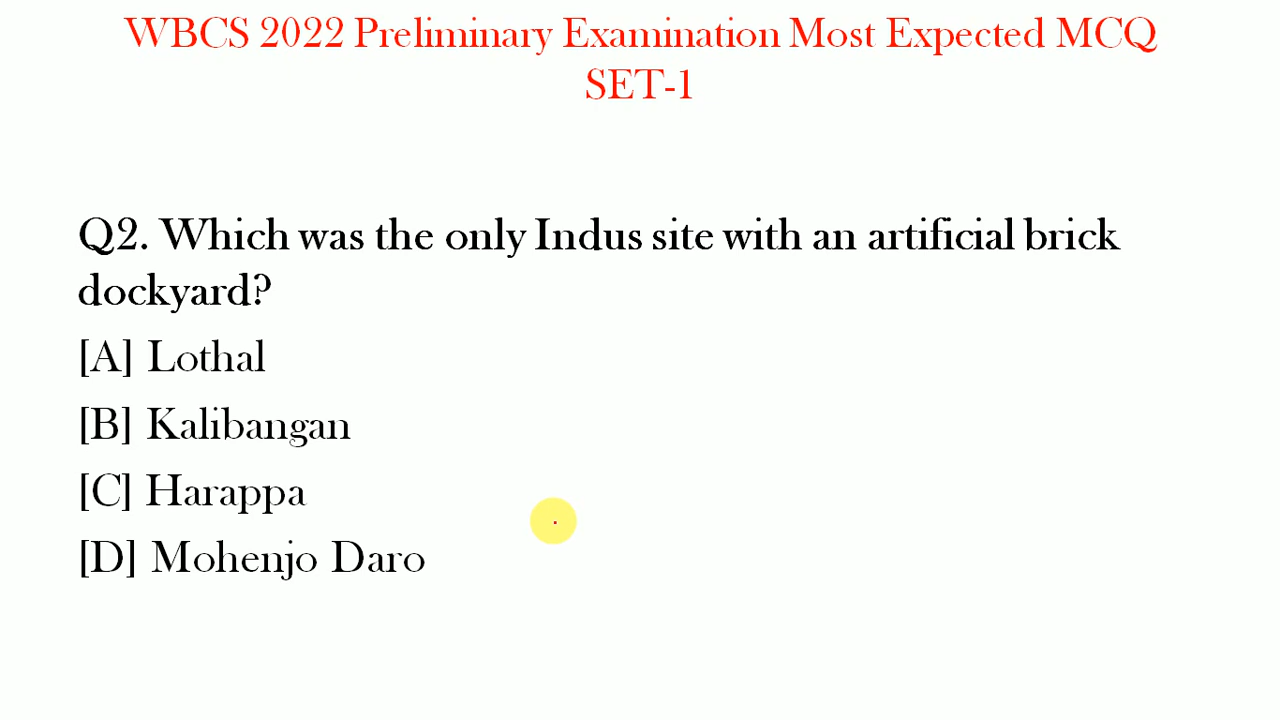 WBCS 2022 Preliminary Examination Most Expected MCQ
SET-1
Q2. Which was the only Indus site with an artificial brick
dockyard?
[A] Lothal
[B] Kalibangan
[C] Harappa
[D] Mohenjo Daro